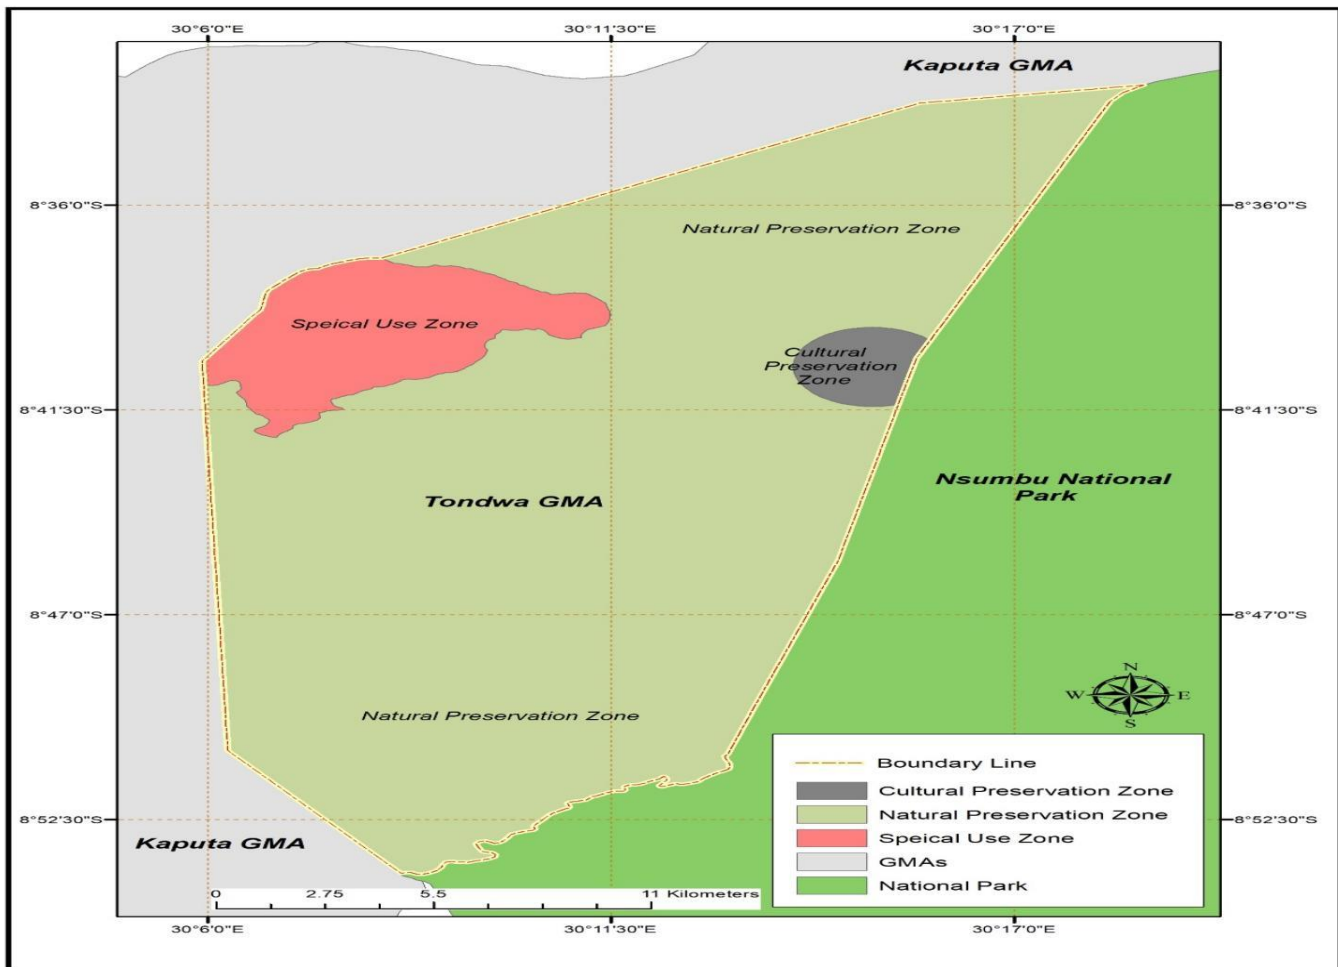 30°6'0"E
30°11'30"E
30°17'0"E
Kaputa GMA
8°36'0"S
8°36'0"S
Natural Preservation Zone
Speical Use Zone
Cultural
Preservation
Zone
8°41'30"S
8°41'30"S
Nsumbu National
Park
Tondwa GMA
8°47'0"S
8°47'0"S
N
W
E
S
Natural Preservation Zone
Boundary Line
Cultural Preservation Zone
Natural Preservation Zone
Speical Use Zone
GMAs
National Park
8°52'30"S
8°52'30"S
Kaputa GMA
0
2.75
5.5
11 Kilometers
30°6'0"E
30°11'30"E
30°17'0"E